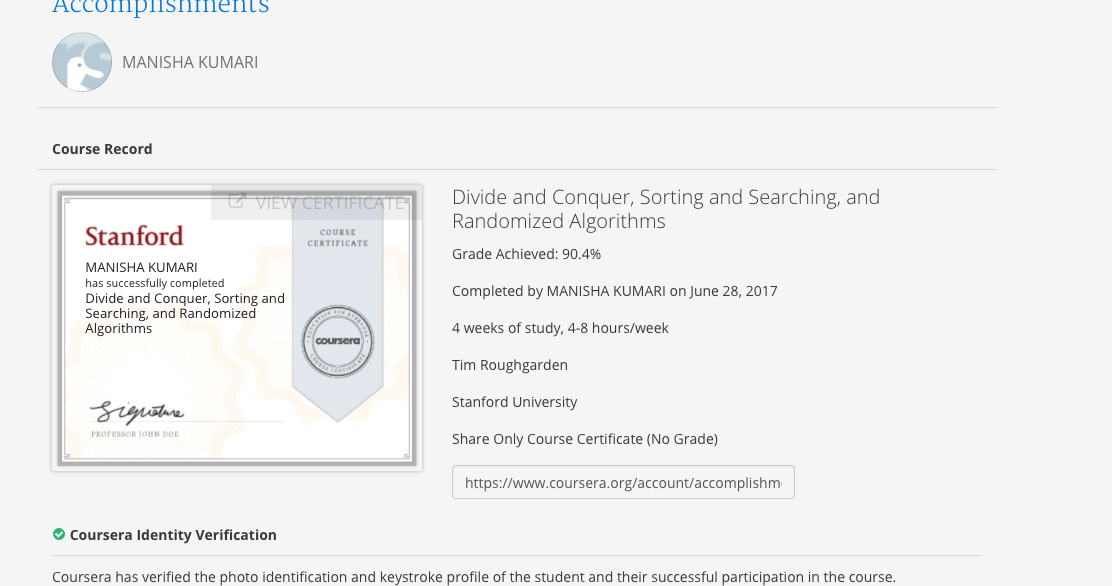 Accomplishments
MANISHA KUMARI
Course Record
VIEW CERTIFICATE
Stanford
COURSE
CERTIFICATE
MANISHA KUMARI
has successfully completed
Divide and Conquer, Sorting and
Searching, and Randomized
Algorithms
EDUCATION FOR EVERYONE
coursera
COURSE CERTIFICATE
Signature
PROFESSOR JOHN DOE
Divide and Conquer, Sorting and Searching, and
Randomized Algorithms
Grade Achieved: 90.4%
Completed by MANISHA KUMARI on June 28, 2017
4 weeks of study, 4-8 hours/week
Tim Roughgarden
Stanford University
Share Only Course Certificate (No Grade)
https://www.coursera.org/account/accomplishm
Coursera Identity Verification
Coursera has verified the photo identification and keystroke profile of the student and their successful participation in the course.